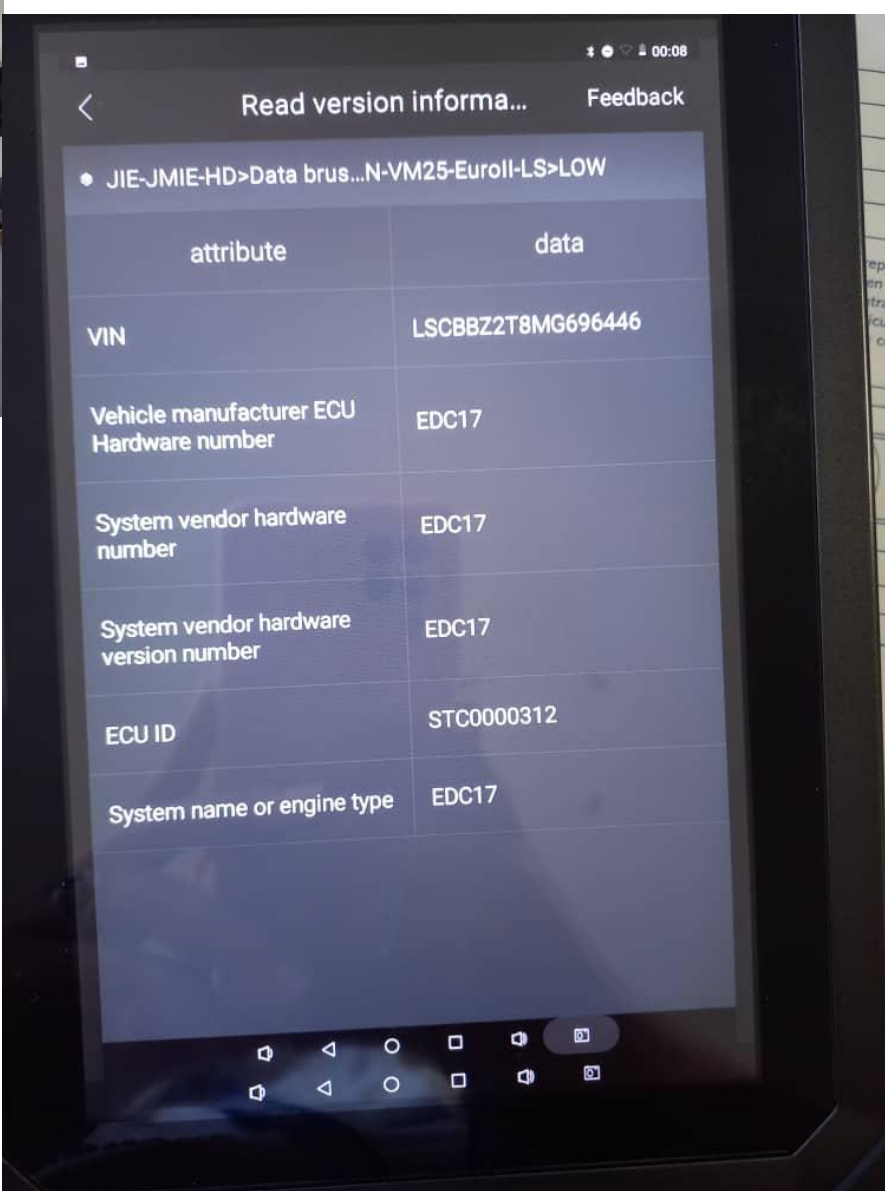 00:08
Read version informa... Feedback
JIE-JMIE-HD>Data brus...N-VM25-EuroII-LS>LOW
attribute data
VIN LSCBBZ2T8MG696446
Vehicle manufacturer ECU
Hardware number EDC17
System vendor hardware
number EDC17
System vendor hardware
version number EDC17
ECU ID STC0000312
System name or engine type EDC17